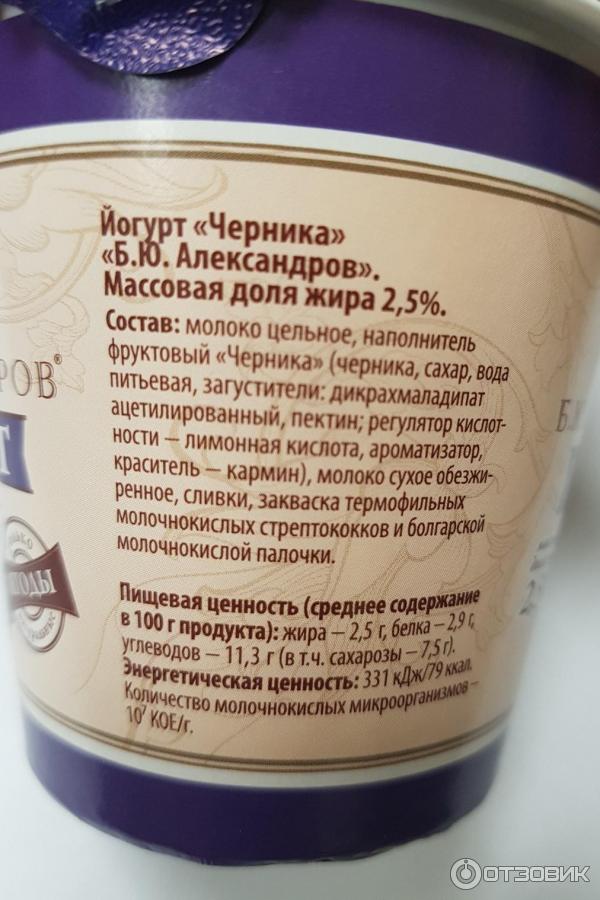 Йогурт «Черника»
«Б.Ю. Александров».
Массовая доля жира 2,5%.
Состав: молоко цельное, наполнитель
фруктовый «Черника» (черника, сахар, вода
питьевая, загустители: дикрахмаладипат
ацетилированный, пектин; регулятор кислот-
ности – лимонная кислота, ароматизатор,
краситель – кармин), молоко сухое обезжи-
ренное, сливки, закваска термофильных
молочнокислых стрептококков и болгарской
молочнокислой палочки.
Пищевая ценность (среднее содержание
в 100 г продукта): жира – 2,5 г, белка – 2,9 г,
углеводов – 11,3 г (в т.ч. сахарозы – 7,5 г).
Энергетическая ценность: 331 кДж/79 ккал.
Количество молочнокислых микроорганизмов –
10⁷ КОЕ/г.
РОВ®
Т
ОТЗОВИК